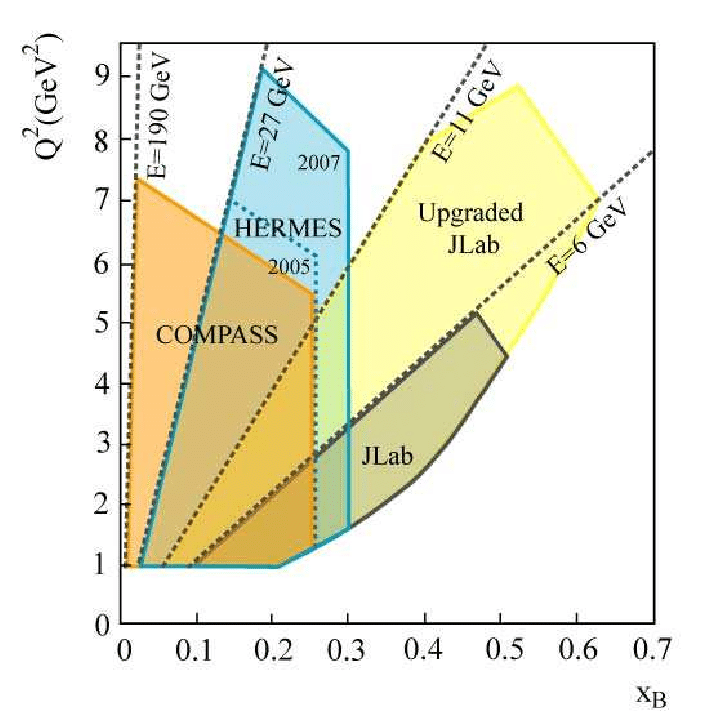 Q²(GeV²)
9
8
7
6
5
4
3
2
1
0
E=190 GeV
E=27 GeV
E=11 GeV
E=6 GeV
2007
HERMES
2005
COMPASS
Upgraded
JLab
JLab
0 0.1 0.2 0.3 0.4 0.5 0.6 0.7
x_B